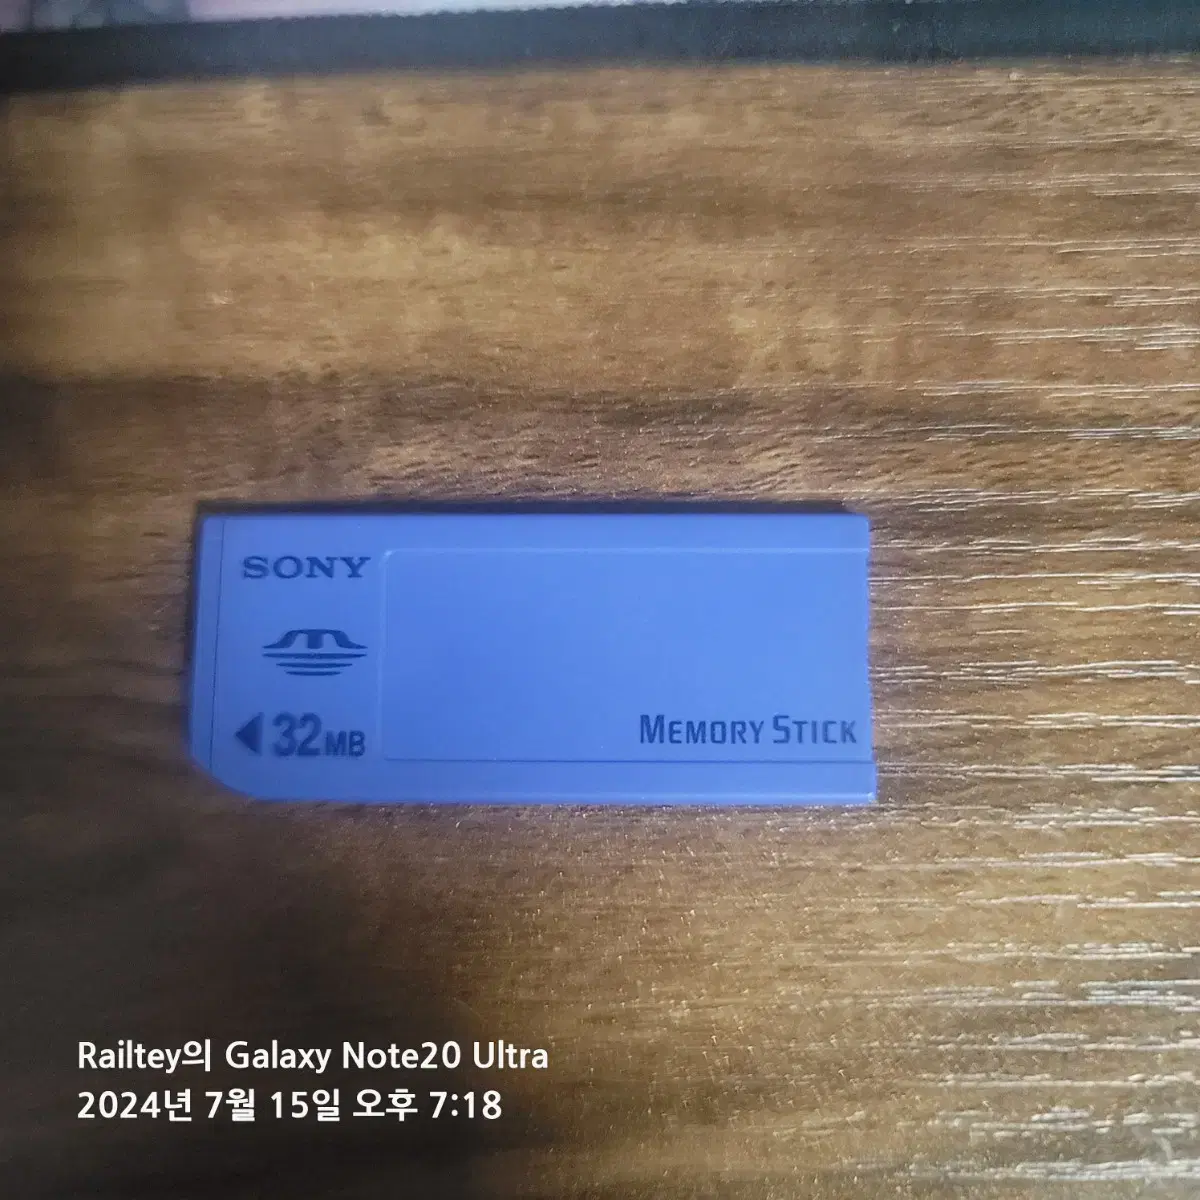 SONY
32MB
MEMORY STICK
Railtey의 Galaxy Note20 Ultra
2024년 7월 15일 오후 7:18